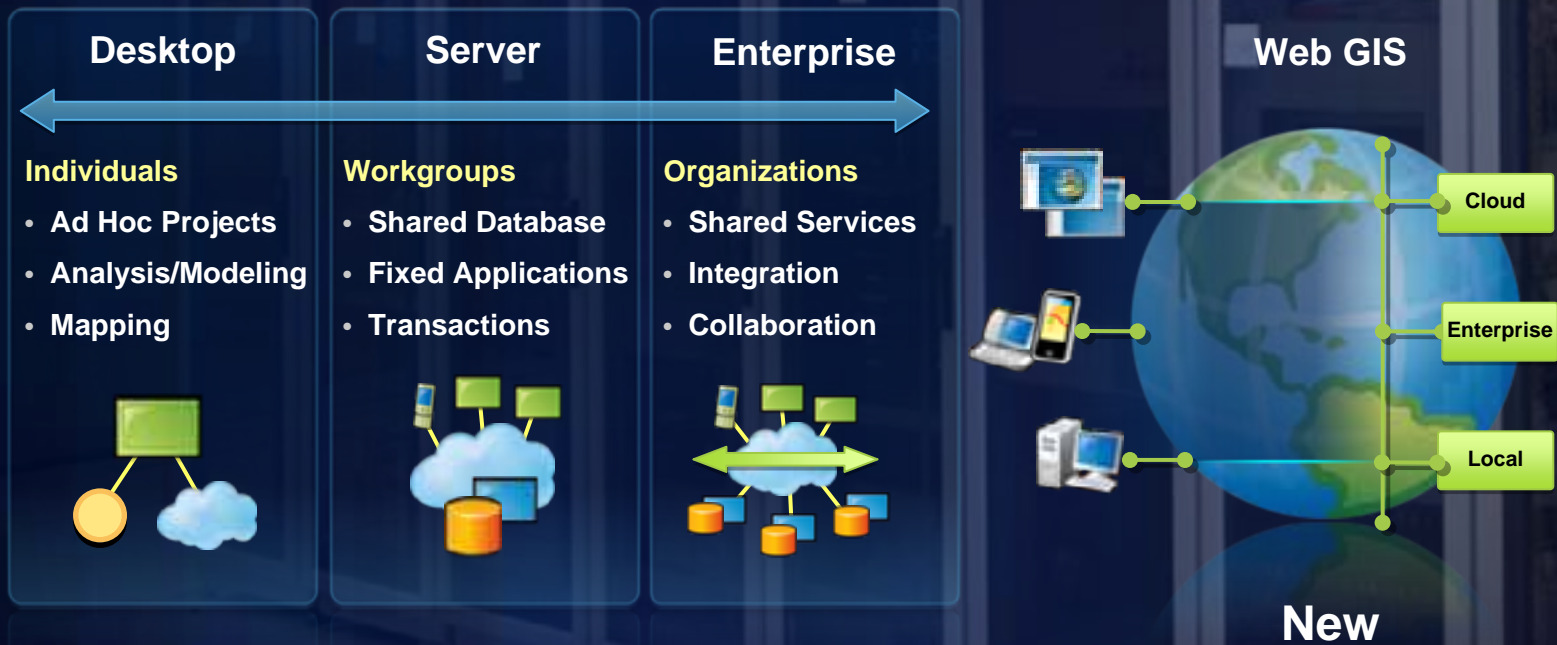 Desktop
Individuals
• Ad Hoc Projects
• Analysis/Modeling
• Mapping
Server
Workgroups
• Shared Database
• Fixed Applications
• Transactions
Enterprise
Organizations
• Shared Services
• Integration
• Collaboration
Web GIS
Cloud
Enterprise
Local
New